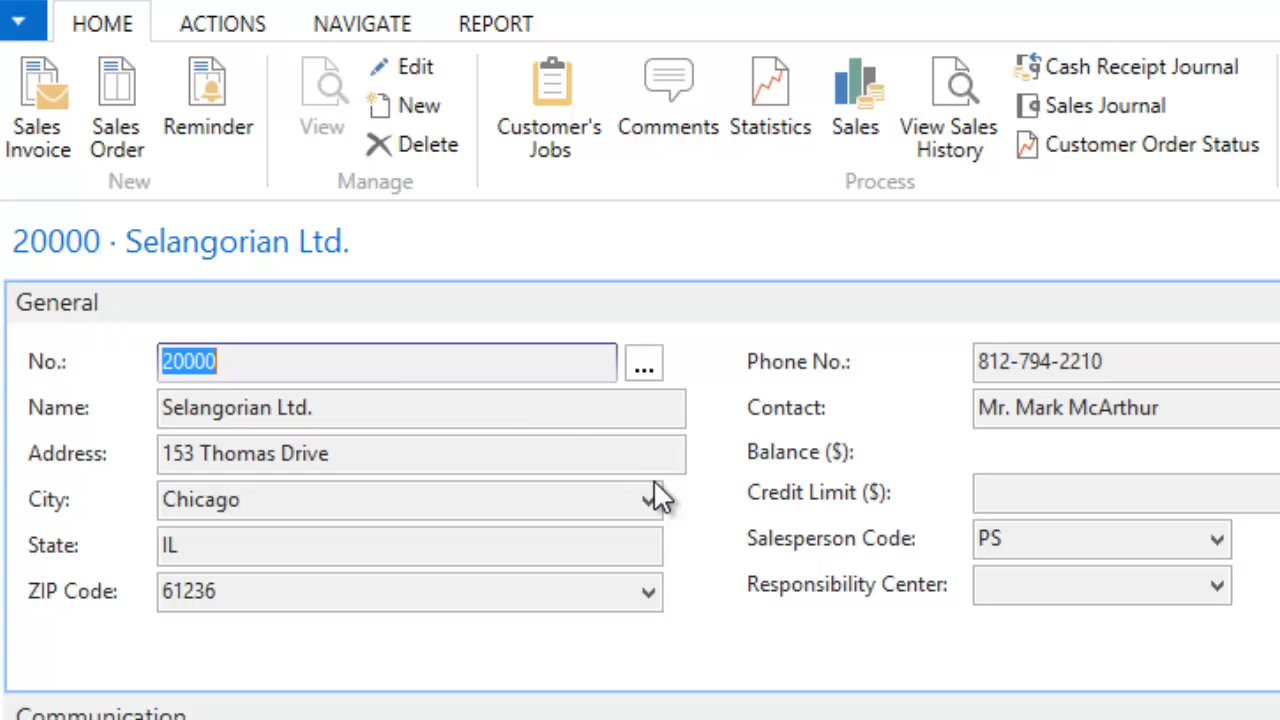 HOME ACTIONS NAVIGATE REPORT
Sales Invoice
Sales Order
Reminder
New
View
Edit
New
Delete
Manage
Customer's Jobs
Comments
Statistics
Sales
View Sales History
Cash Receipt Journal
Sales Journal
Customer Order Status
Process
20000 · Selangorian Ltd.
General
No.: 20000 ...
Name: Selangorian Ltd.
Address: 153 Thomas Drive
City: Chicago
State: IL
ZIP Code: 61236
Phone No.: 812-794-2210
Contact: Mr. Mark McArthur
Balance ($):
Credit Limit ($):
Salesperson Code: PS
Responsibility Center:
Communication